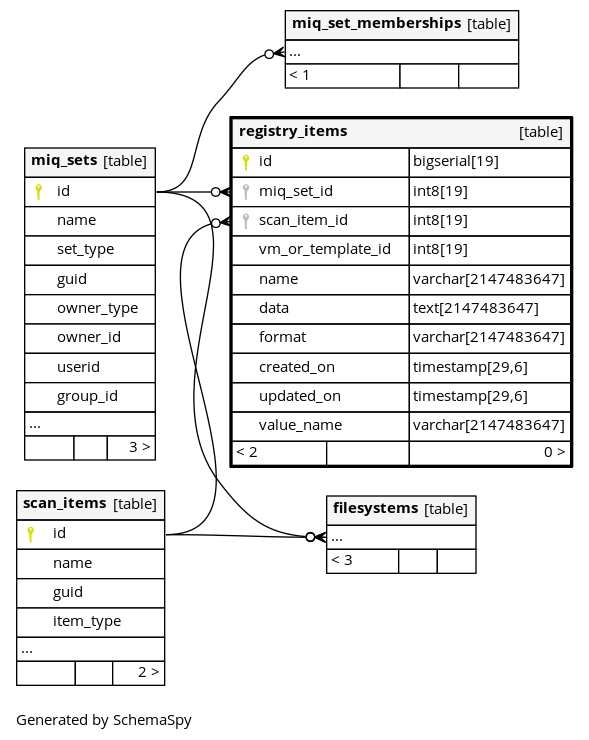 miq_set_memberships [table]
...
< 1
registry_items [table]
id bigserial[19]
miq_set_id int8[19]
scan_item_id int8[19]
vm_or_template_id int8[19]
name varchar[2147483647]
data text[2147483647]
format varchar[2147483647]
created_on timestamp[29,6]
updated_on timestamp[29,6]
value_name varchar[2147483647]
< 2 0 >
miq_sets [table]
id
name
set_type
guid
owner_type
owner_id
userid
group_id
...
3 >
scan_items [table]
id
name
guid
item_type
...
2 >
filesystems [table]
...
< 3
Generated by SchemaSpy